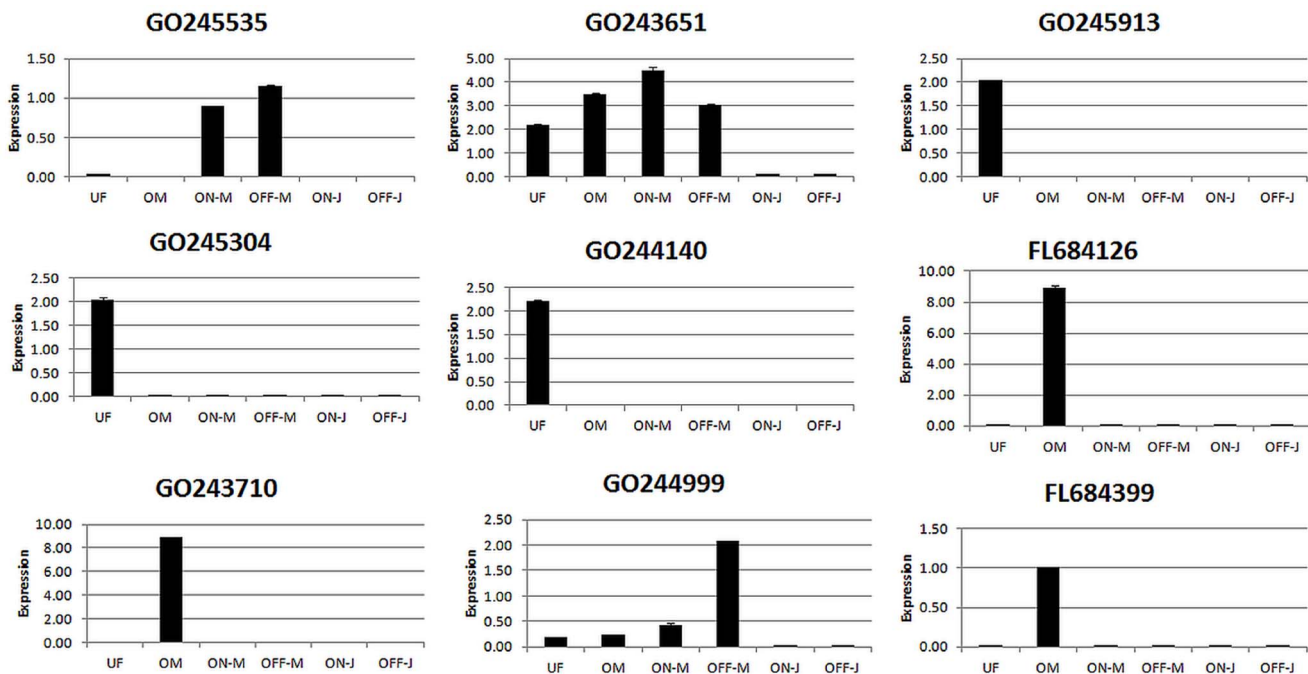 GO245535
Expression
1.50
1.00
0.50
0.00
UF OM ON-M OFF-M ON-J OFF-J
GO243651
Expression
5.00
4.00
3.00
2.00
1.00
0.00
UF OM ON-M OFF-M ON-J OFF-J
GO245913
Expression
2.50
2.00
1.50
1.00
0.50
0.00
UF OM ON-M OFF-M ON-J OFF-J
GO245304
Expression
2.50
2.00
1.50
1.00
0.50
0.00
UF OM ON-M OFF-M ON-J OFF-J
GO244140
Expression
2.50
2.00
1.50
1.00
0.50
0.00
UF OM ON-M OFF-M ON-J OFF-J
FL684126
Expression
10.00
8.00
6.00
4.00
2.00
0.00
UF OM ON-M OFF-M ON-J OFF-J
GO243710
Expression
10.00
8.00
6.00
4.00
2.00
0.00
UF OM ON-M OFF-M ON-J OFF-J
GO244999
Expression
2.50
2.00
1.50
1.00
0.50
0.00
UF OM ON-M OFF-M ON-J OFF-J
FL684399
Expression
1.50
1.00
0.50
0.00
UF OM ON-M OFF-M ON-J OFF-J